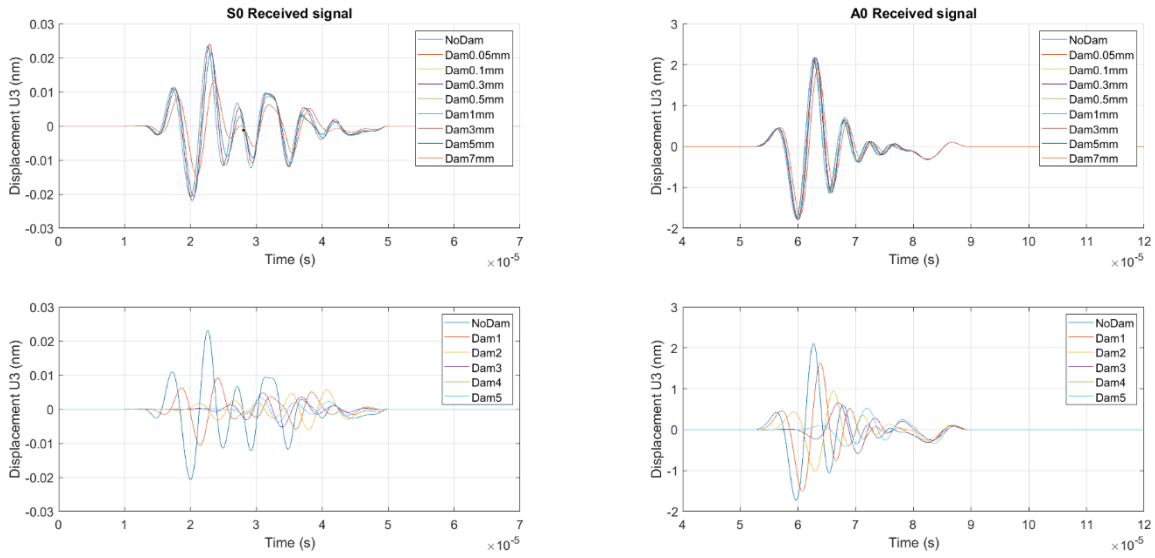 S0 Received signal
0.03
0.02
0.01
0
-0.01
-0.02
-0.03
Displacement U3 (nm)
NoDam
Dam0.05mm
Dam0.1mm
Dam0.3mm
Dam0.5mm
Dam1mm
Dam3mm
Dam5mm
Dam7mm
0 1 2 3 4 5 6 7
Time (s)
×10-5
A0 Received signal
3
2
1
0
-1
-2
Displacement U3 (nm)
NoDam
Dam0.05mm
Dam0.1mm
Dam0.3mm
Dam0.5mm
Dam1mm
Dam3mm
Dam5mm
Dam7mm
4 5 6 7 8 9 10 11 12
Time (s)
×10-5
0.03
0.02
0.01
0
-0.01
-0.02
-0.03
Displacement U3 (nm)
NoDam
Dam1
Dam2
Dam3
Dam4
Dam5
0 1 2 3 4 5 6 7
Time (s)
×10-5
3
2
1
0
-1
-2
Displacement U3 (nm)
NoDam
Dam1
Dam2
Dam3
Dam4
Dam5
4 5 6 7 8 9 10 11 12
Time (s)
×10-5